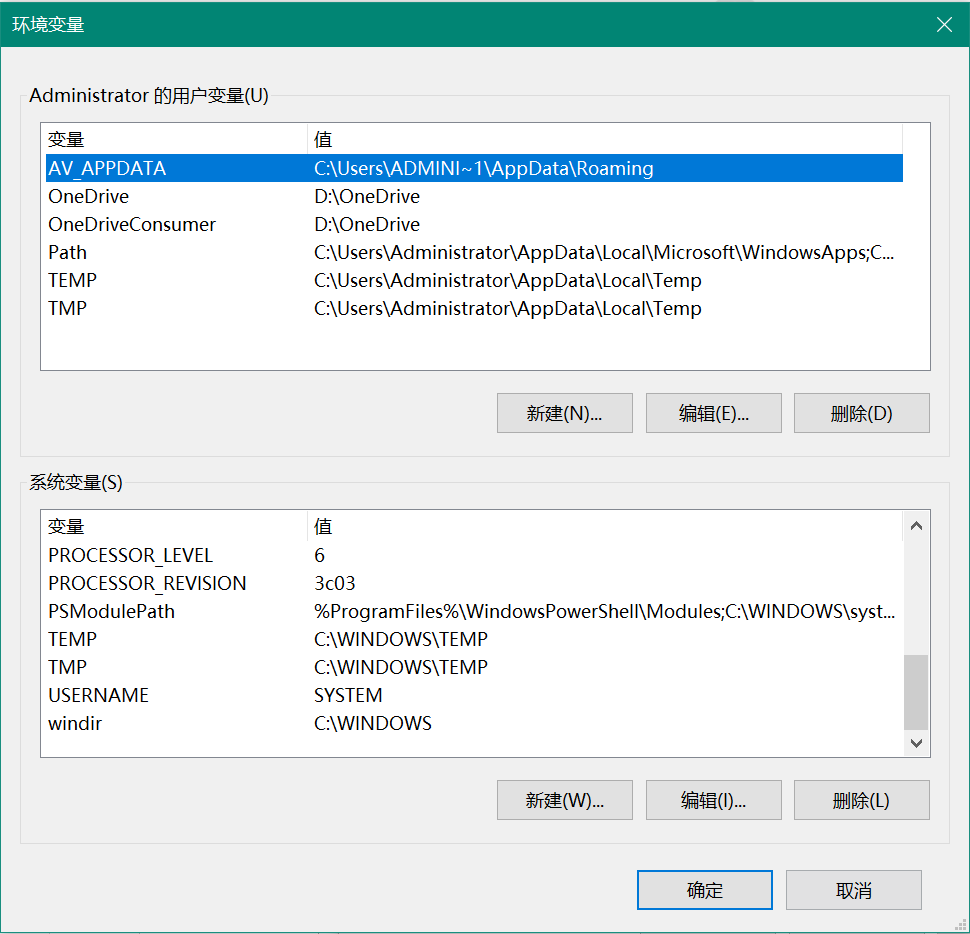 环境变量
Administrator 的用户变量(U)
变量 值
AV_APPDATA C:\Users\ADMINI~1\AppData\Roaming
OneDrive D:\OneDrive
OneDriveConsumer D:\OneDrive
Path C:\Users\Administrator\AppData\Local\Microsoft\WindowsApps;C...
TEMP C:\Users\Administrator\AppData\Local\Temp
TMP C:\Users\Administrator\AppData\Local\Temp
新建(N)... 编辑(E)... 删除(D)
系统变量(S)
变量 值
PROCESSOR_LEVEL 6
PROCESSOR_REVISION 3c03
PSModulePath %ProgramFiles%\WindowsPowerShell\Modules;C:\WINDOWS\syst...
TEMP C:\WINDOWS\TEMP
TMP C:\WINDOWS\TEMP
USERNAME SYSTEM
windir C:\WINDOWS
新建(W)... 编辑(I)... 删除(L)
确定 取消